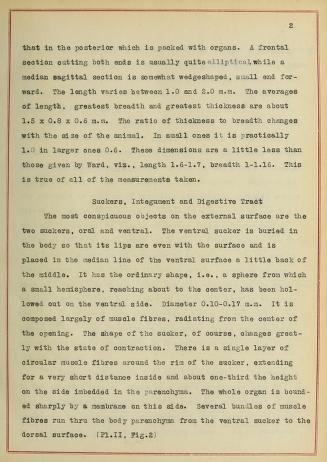 2
that in the posterior which is packed with organs. A frontal
section cutting both ends is usually quite elliptical, while a
median sagittal section is somewhat wedgeshaped, small end for-
ward. The length varies between 1.0 and 2.0 m.m. The averages
of length, greatest breadth and greatest thickness are about
1.5 x 0.8 x 0.6 m.m. The ratio of thickness to breadth changes
with the size of the animal. In small ones it is practically
1.0 in larger ones 0.6. These dimensions are a little less than
those given by Ward, viz., length 1.6-1.7, breadth 1-1.16. This
is true of all of the measurements taken.
Suckers, Integument and Digestive Tract
The most conspicuous objects on the external surface are the
two suckers, oral and ventral. The ventral sucker is buried in
the body so that its lips are even with the surface and is
placed in the median line of the ventral surface a little back of
the middle. It has the ordinary shape, i.e., a sphere from which
a small hemisphere, reaching about to the center, has been hol-
lowed out on the ventral side. Diameter 0.10-0.17 m.m. It is
composed largely of muscle fibres, radiating from the center of
the opening. The shape of the sucker, of course, changes great-
ly with the state of contraction. There is a single layer of
circular muscle fibres around the rim of the sucker, extending
for a very short distance inside and about one-third the height
on the side imbedded in the parenchyma. The whole organ is bound-
ed sharply by a membrane on this side. Several bundles of muscle
fibres run thru the body parenchyma from the ventral sucker to the
dorsal surface. (Pl.II, Fig.2)